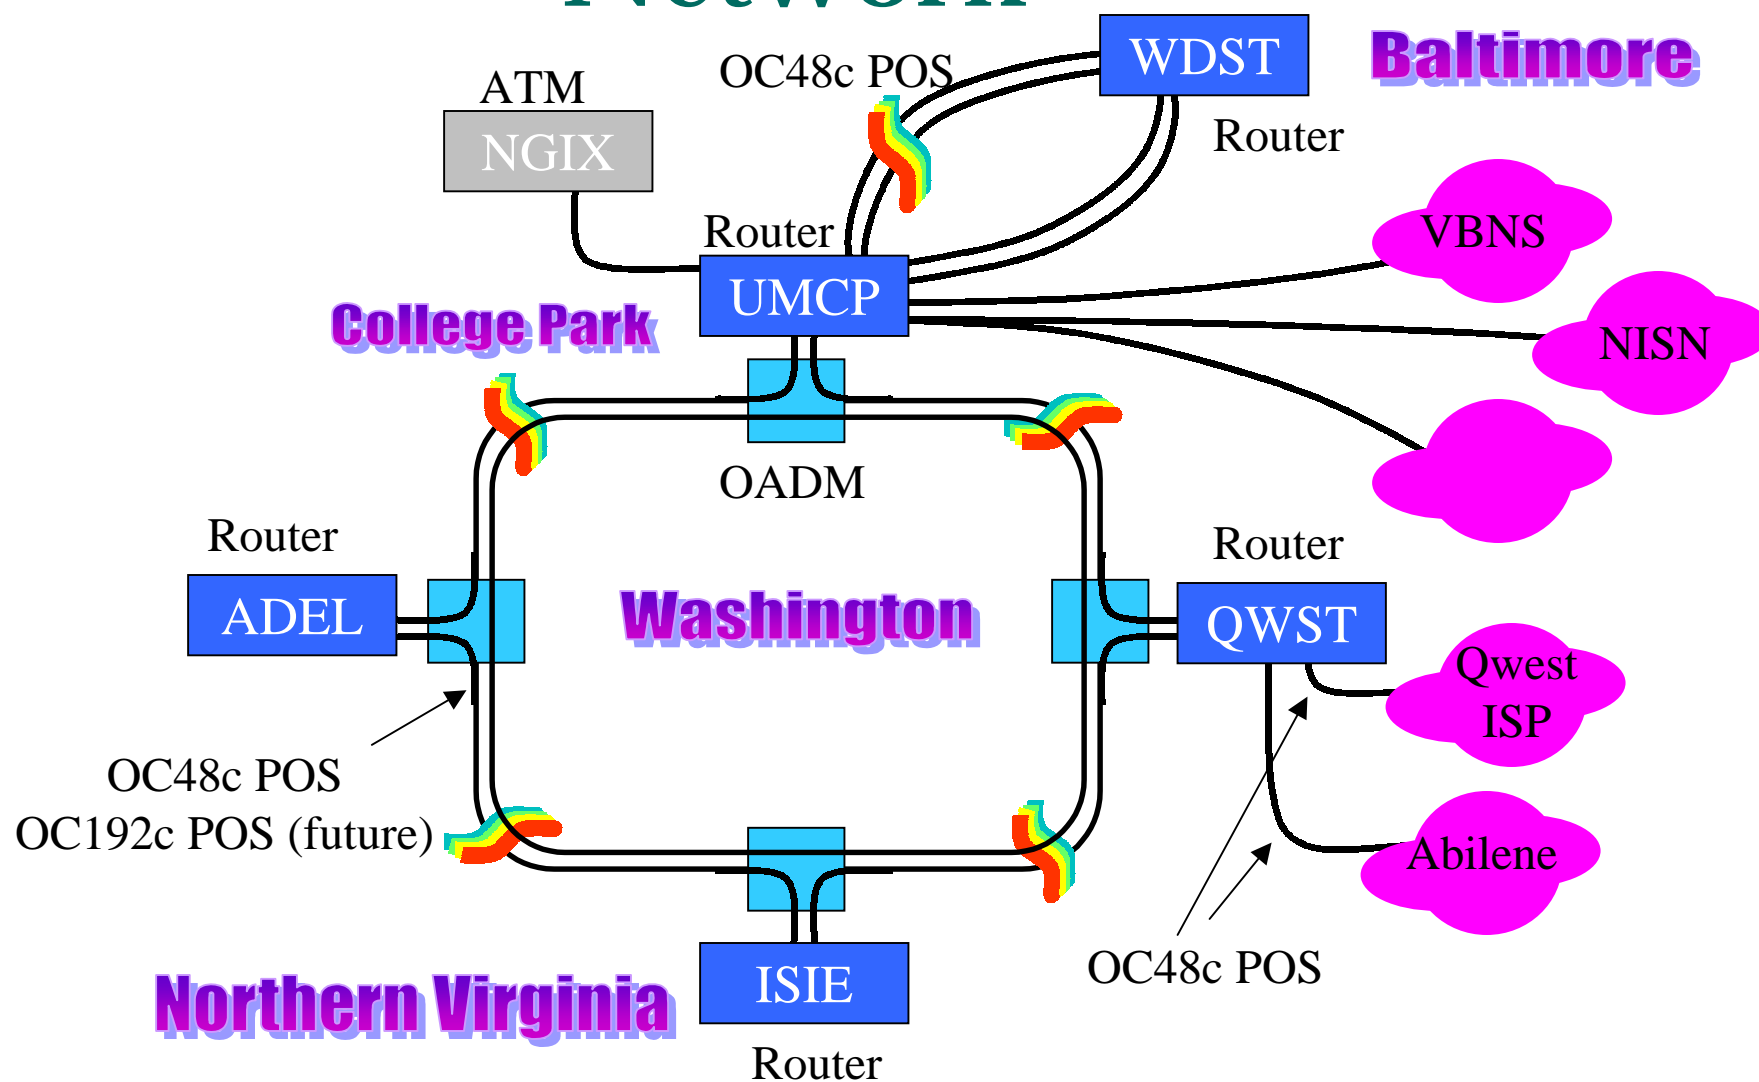 Network
OC48c POS
WDST
Baltimore
ATM
NGIX
Router
Router
VBNS
UMCP
College Park
NISN
OADM
Router
Router
ADEL
Washington
QWST
Qwest
ISP
OC48c POS
OC192c POS (future)
Abilene
OC48c POS
ISIE
Northern Virginia
Router